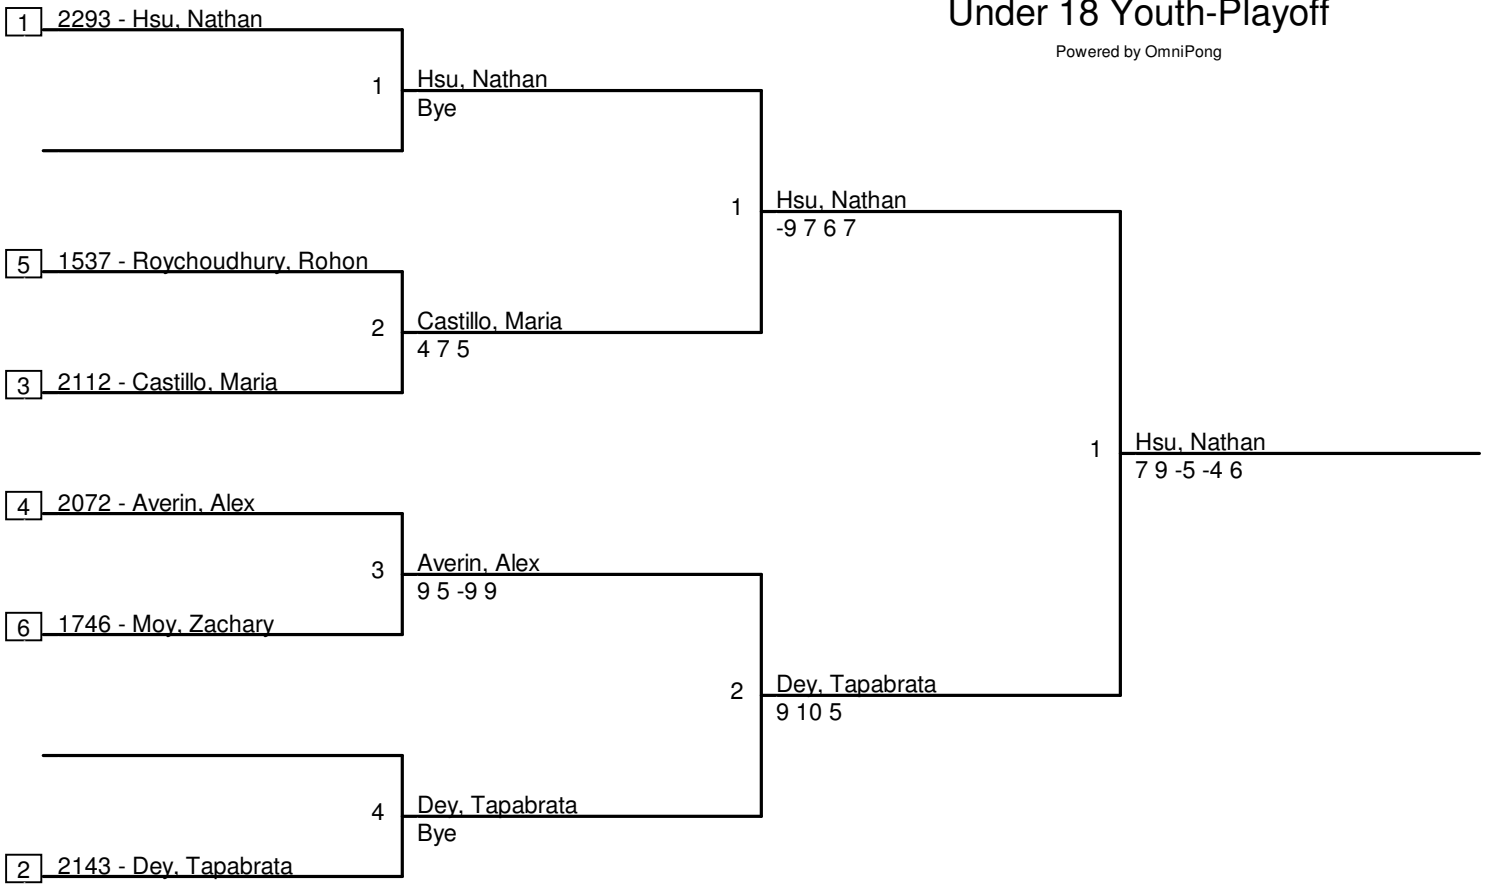 Under 18 Youth-Playoff
Powered by OmniPong
1 2293 - Hsu, Nathan
1 Hsu, Nathan
Bye
1 Hsu, Nathan
-9 7 6 7
5 1537 - Roychoudhury, Rohon
2 Castillo, Maria
4 7 5
3 2112 - Castillo, Maria
1 Hsu, Nathan
7 9 -5 -4 6
4 2072 - Averin, Alex
3 Averin, Alex
9 5 -9 9
6 1746 - Moy, Zachary
2 Dey, Tapabrata
9 10 5
4 Dey, Tapabrata
Bye
2 2143 - Dey, Tapabrata